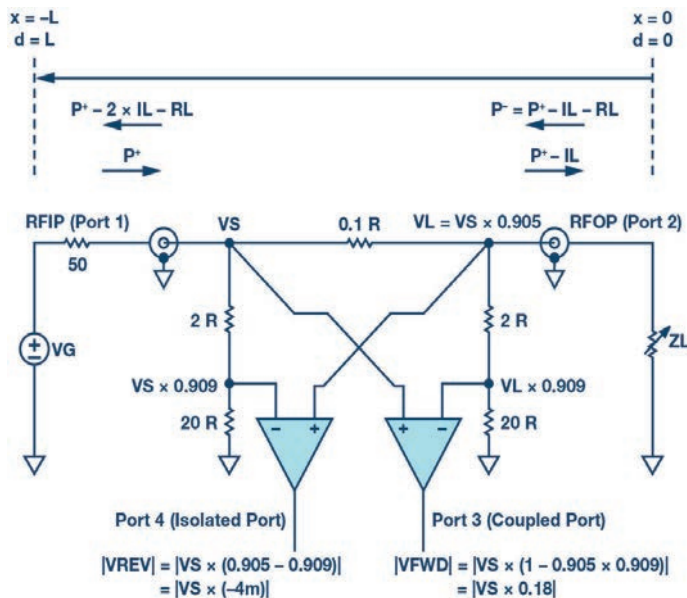 x = –L
d = L
x = 0
d = 0
P⁺ – 2 × IL – RL
P⁺
P⁻ = P⁺ – IL – RL
P⁺ – IL
RFIP (Port 1)
VS
VL = VS × 0.905
RFOP (Port 2)
50
0.1 R
2 R
2 R
VG
ZL
VS × 0.909
VL × 0.909
20 R
20 R
– +
+ –
Port 4 (Isolated Port)
Port 3 (Coupled Port)
|VREV| = |VS × (0.905 – 0.909)|
= |VS × (–4m)|
|VFWD| = |VS × (1 – 0.905 × 0.909)|
= |VS × 0.18|